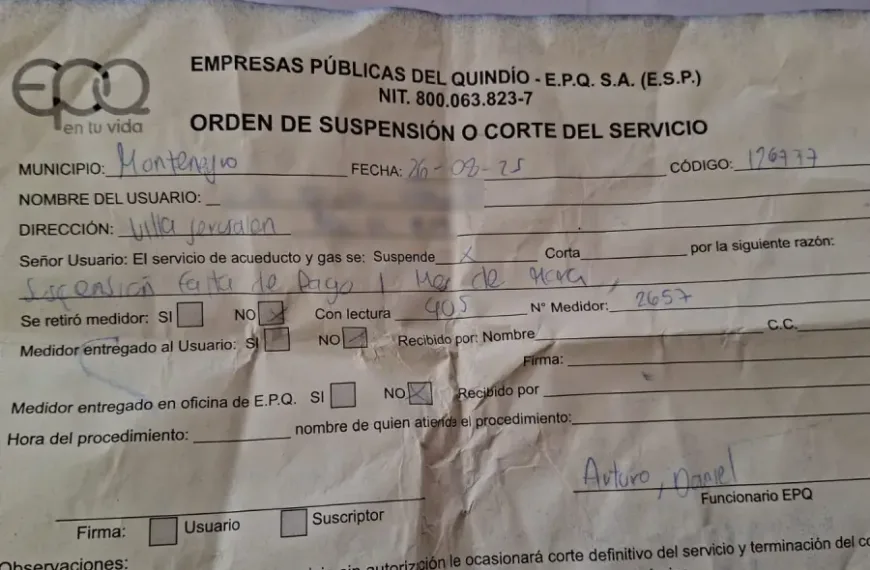 EPQ
en tu vida
EMPRESAS PÚBLICAS DEL QUINDÍO - E.P.Q. S.A. (E.S.P.)
NIT. 800.063.823-7
ORDEN DE SUSPENSIÓN O CORTE DEL SERVICIO
MUNICIPIO: Montenegro FECHA: 26-08-25 CÓDIGO: 126737
NOMBRE DEL USUARIO:
DIRECCIÓN: Villa Jerusalen
Señor Usuario: El servicio de acueducto y gas se: Suspende X Corta por la siguiente razón:
Suspensión Falta de Pago 1 Mes de Mora,
Se retiró medidor: SI NO X Con lectura 405 N° Medidor: 2657
Medidor entregado al Usuario: SI NO X Recibido por: Nombre C.C.
Firma:
Medidor entregado en oficina de E.P.Q. SI NO X Recibido por
Hora del procedimiento: nombre de quien atiende el procedimiento:
Arturo, Daniel
Funcionario EPQ
Firma: Usuario Suscriptor
Observaciones:
autorización le ocasionará corte definitivo del servicio y terminación del